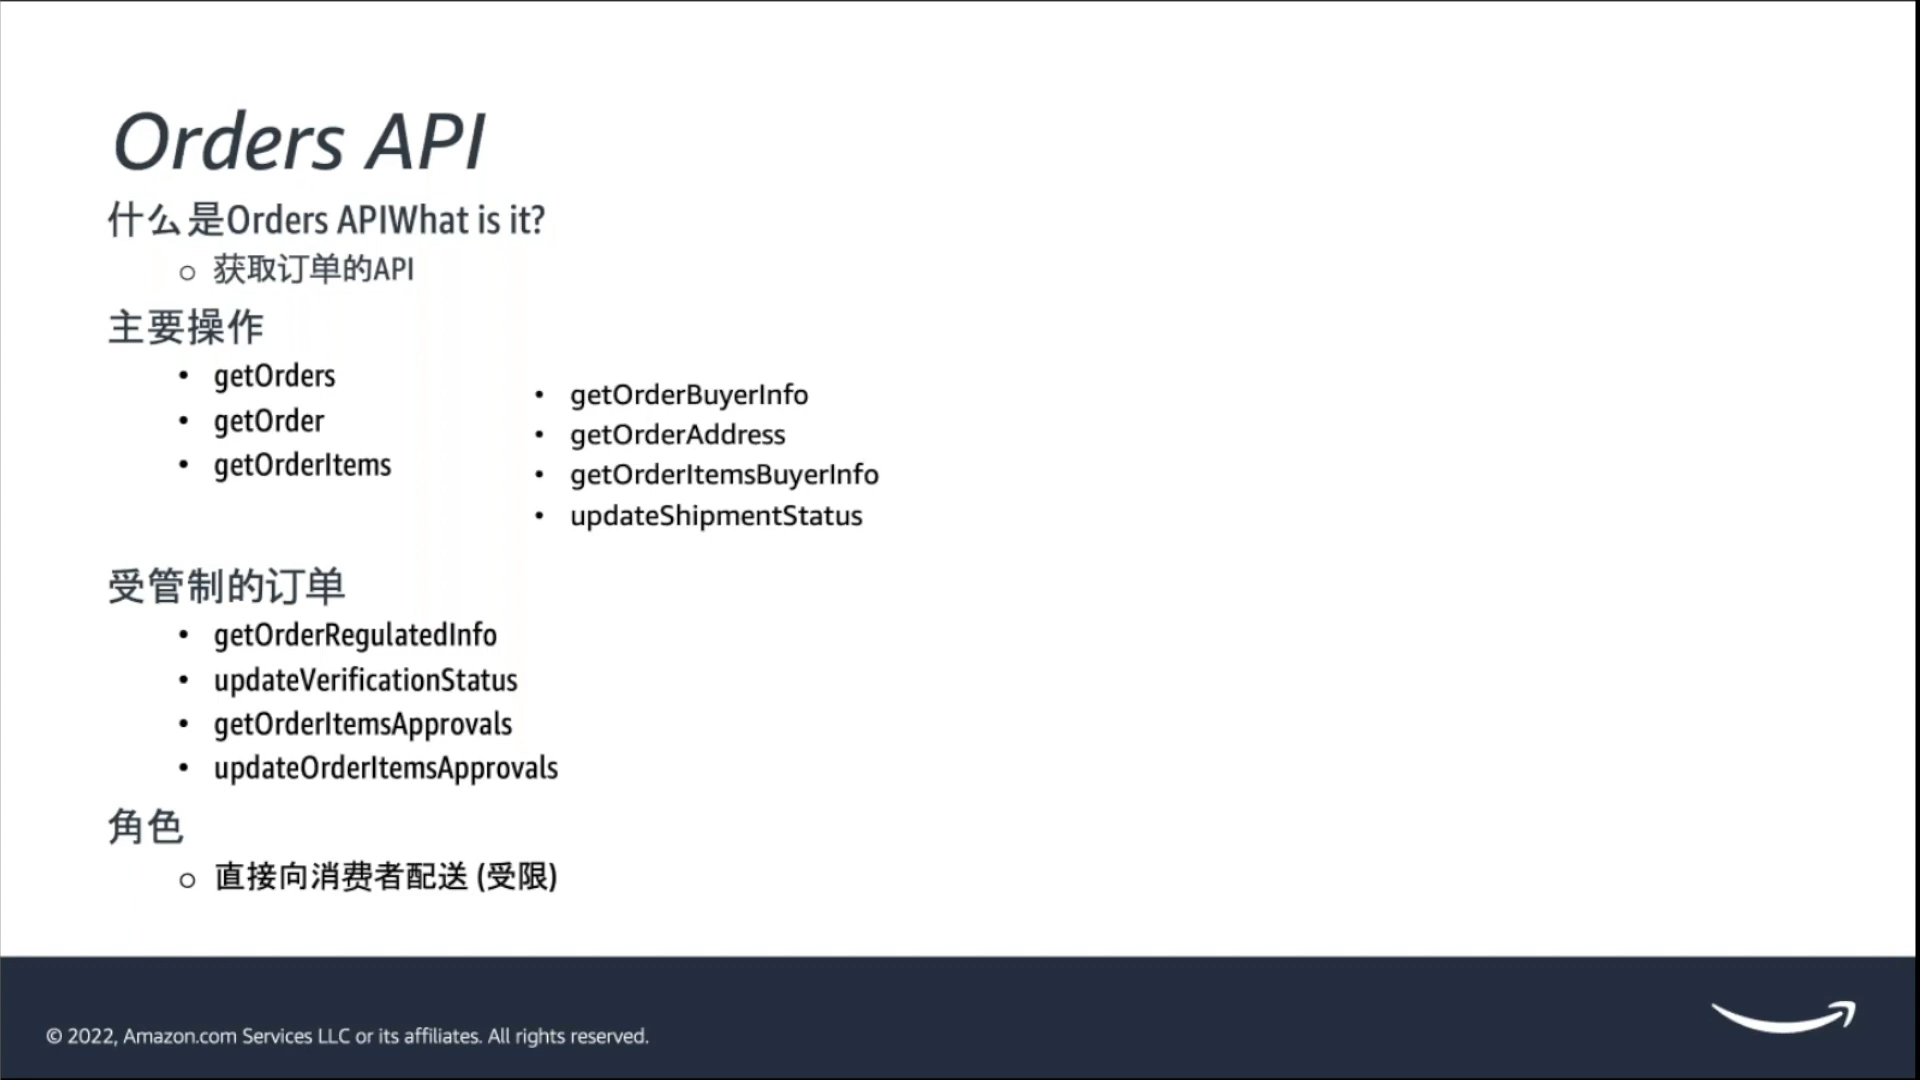 Orders API
什么是Orders APIWhat is it?
○ 获取订单的API
主要操作
• getOrders
• getOrder
• getOrderItems
• getOrderBuyerInfo
• getOrderAddress
• getOrderItemsBuyerInfo
• updateShipmentStatus
受管制的订单
• getOrderRegulatedInfo
• updateVerificationStatus
• getOrderItemsApprovals
• updateOrderItemsApprovals
角色
○ 直接向消费者配送 (受限)
© 2022, Amazon.com Services LLC or its affiliates. All rights reserved.